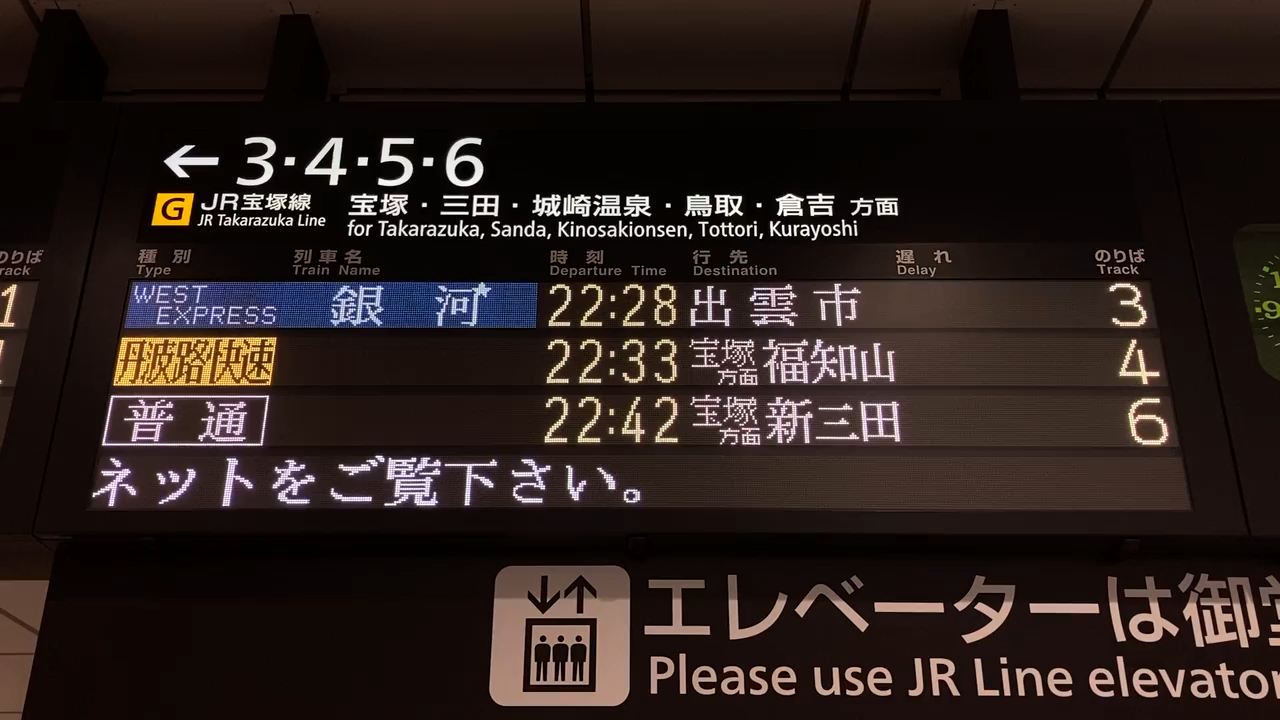 ← 3・4・5・6
G JR宝塚線 宝塚・三田・城崎温泉・鳥取・倉吉 方面
JR Takarazuka Line for Takarazuka, Sanda, Kinosakionsen, Tottori, Kurayoshi
のりば 種別 列車名 時刻 行先 遅れ のりば
Type Train Name Departure Time Destination Delay Track
1 WEST EXPRESS 銀河 22:28 出雲市 3
丹波路快速 22:33 宝塚方面 福知山 4
普通 22:42 宝塚方面 新三田 6
ネットをご覧下さい。
エレベーターは御
Please use JR Line elevator